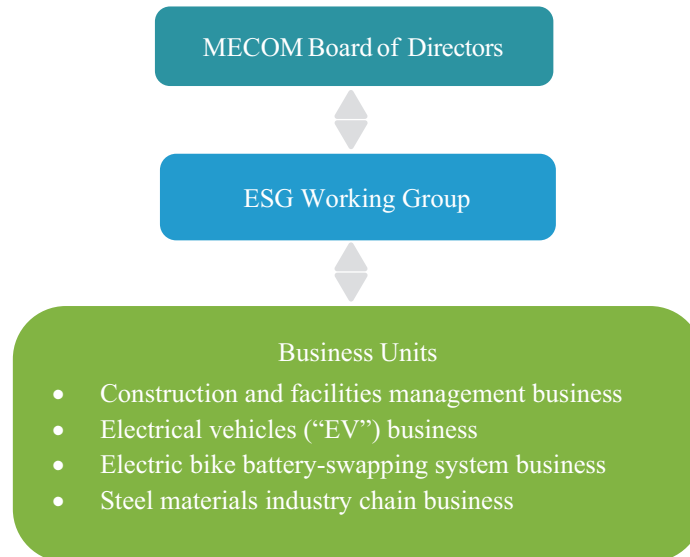 MECOM Board of Directors
ESG Working Group
Business Units
• Construction and facilities management business
• Electrical vehicles (“EV”) business
• Electric bike battery-swapping system business
• Steel materials industry chain business